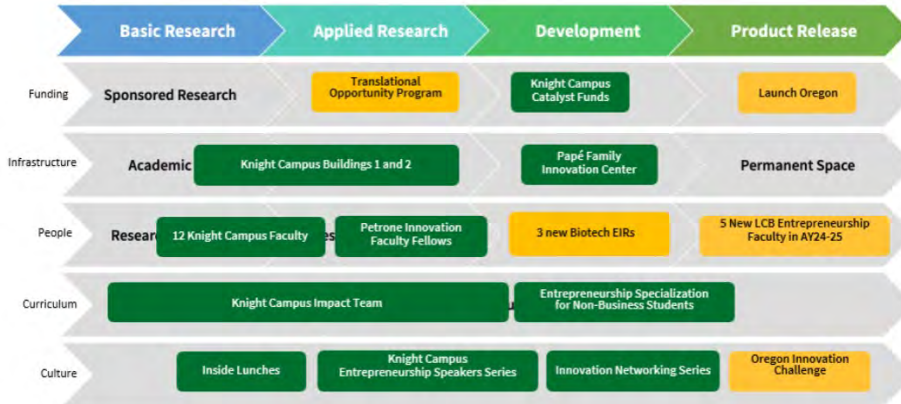 Basic Research
Applied Research
Development
Product Release
Funding
Sponsored Research
Translational
Opportunity Program
Knight Campus
Catalyst Funds
Launch Oregon
Infrastructure
Academic
Knight Campus Buildings 1 and 2
Papé Family
Innovation Center
Permanent Space
People
12 Knight Campus Faculty
Petrone Innovation
Faculty Fellows
3 new Biotech EIRs
5 New LCB Entrepreneurship
Faculty in AY24-25
Curriculum
Knight Campus Impact Team
Entrepreneurship Specialization
for Non-Business Students
Culture
Inside Lunches
Knight Campus
Entrepreneurship Speakers Series
Innovation Networking Series
Oregon Innovation
Challenge